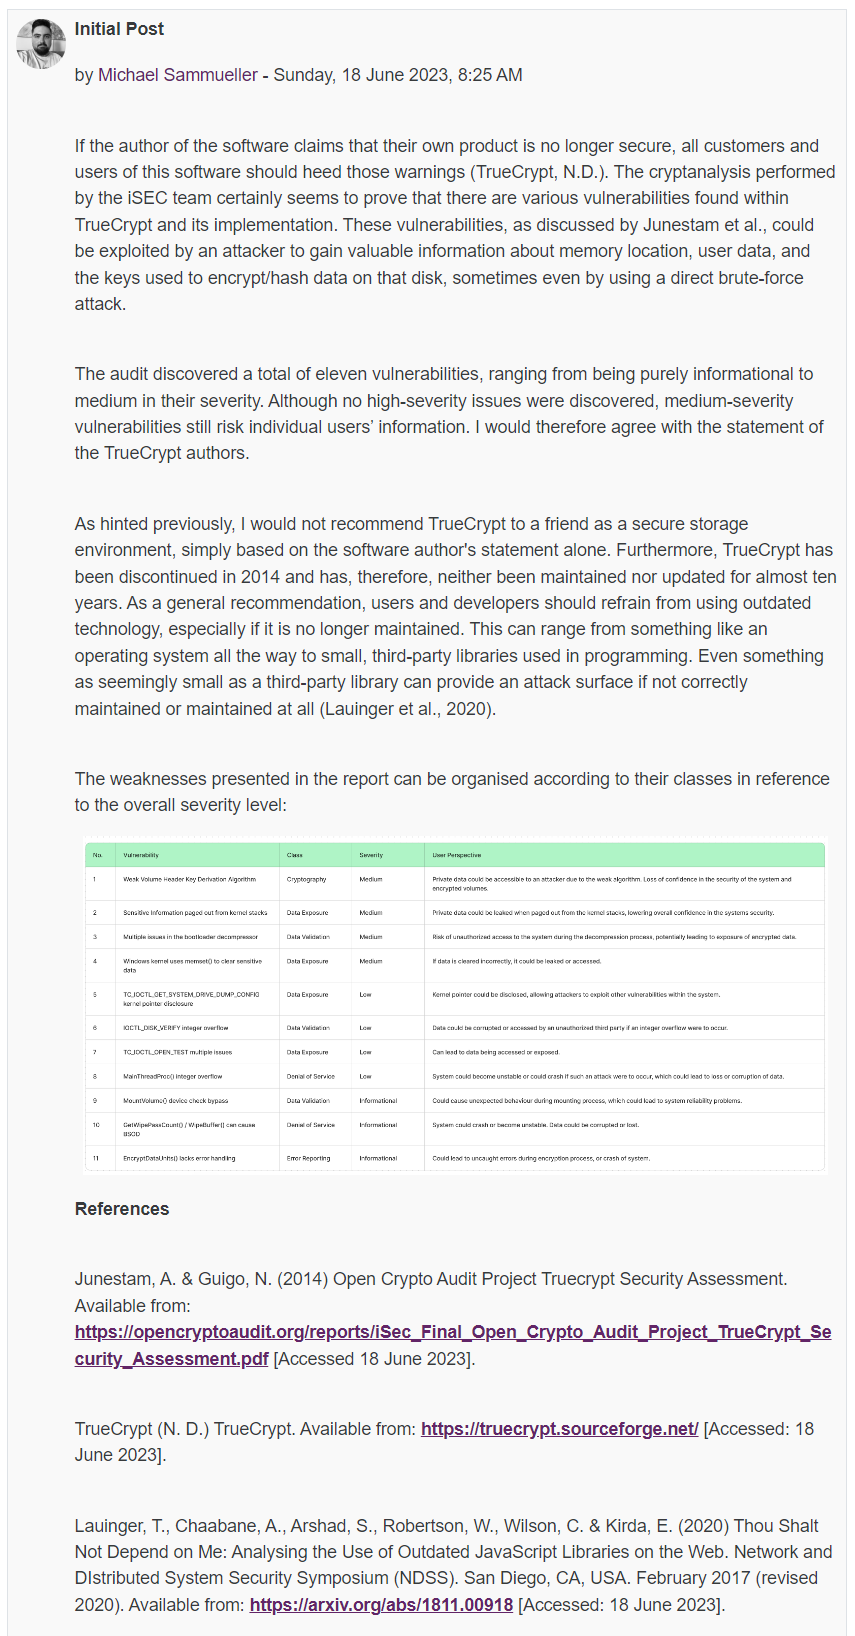 Initial Post
by Michael Sammueller - Sunday, 18 June 2023, 8:25 AM
If the author of the software claims that their own product is no longer secure, all customers and
users of this software should heed those warnings (TrueCrypt, N.D.). The cryptanalysis performed
by the iSEC team certainly seems to prove that there are various vulnerabilities found within
TrueCrypt and its implementation. These vulnerabilities, as discussed by Junestam et al., could
be exploited by an attacker to gain valuable information about memory location, user data, and
the keys used to encrypt/hash data on that disk, sometimes even by using a direct brute-force
attack.
The audit discovered a total of eleven vulnerabilities, ranging from being purely informational to
medium in their severity. Although no high-severity issues were discovered, medium-severity
vulnerabilities still risk individual users’ information. I would therefore agree with the statement of
the TrueCrypt authors.
As hinted previously, I would not recommend TrueCrypt to a friend as a secure storage
environment, simply based on the software author's statement alone. Furthermore, TrueCrypt has
been discontinued in 2014 and has, therefore, neither been maintained nor updated for almost ten
years. As a general recommendation, users and developers should refrain from using outdated
technology, especially if it is no longer maintained. This can range from something like an
operating system all the way to small, third-party libraries used in programming. Even something
as seemingly small as a third-party library can provide an attack surface if not correctly
maintained or maintained at all (Lauinger et al., 2020).
The weaknesses presented in the report can be organised according to their classes in reference
to the overall severity level:
No. Vulnerability Class Severity User Perspective
1 Weak Volume Header Key Derivation Algorithm Cryptography Medium Private data could be accessible to an attacker due to the weak algorithm. Loss of confidence in the security of the system and
encrypted volumes.
2 Sensitive Information paged out from kernel stacks Data Exposure Medium Private data could be leaked when paged out from the kernel stacks, lowering overall confidence in the systems security.
3 Multiple issues in the bootloader decompressor Data Validation Medium Risk of unauthorized access to the system during the decompression process, potentially leading to exposure of encrypted data.
4 Windows kernel uses memset() to clear sensitive
data Data Exposure Medium If data is cleared incorrectly, it could be leaked or accessed.
5 TC_IOCTL_GET_SYSTEM_DRIVE_DUMP_CONFIG
kernel pointer disclosure Data Exposure Low Kernel pointer could be disclosed, allowing attackers to exploit other vulnerabilities within the system.
6 IOCTL_DISK_VERIFY integer overflow Data Validation Low Data could be corrupted or accessed by an unauthorized third party if an integer overflow were to occur.
7 TC_IOCTL_OPEN_TEST multiple issues Data Exposure Low Can lead to data being accessed or exposed.
8 MainThreadProc() integer overflow Denial of Service Low System could become unstable or could crash if such an attack were to occur, which could lead to loss or corruption of data.
9 MountVolume() device check bypass Data Validation Informational Could cause unexpected behaviour during mounting process, which could lead to system reliability problems.
10 GetWipePassCount() / WipeBuffer() can cause
BSOD Denial of Service Informational System could crash or become unstable. Data could be corrupted or lost.
11 EncryptDataUnits() lacks error handling Error Reporting Informational Could lead to uncaught errors during encryption process, or crash of system.
References
Junestam, A. & Guigo, N. (2014) Open Crypto Audit Project Truecrypt Security Assessment.
Available from:
https://opencryptoaudit.org/reports/iSec_Final_Open_Crypto_Audit_Project_TrueCrypt_Se
curity_Assessment.pdf [Accessed 18 June 2023].
TrueCrypt (N. D.) TrueCrypt. Available from: https://truecrypt.sourceforge.net/ [Accessed: 18
June 2023].
Lauinger, T., Chaabane, A., Arshad, S., Robertson, W., Wilson, C. & Kirda, E. (2020) Thou Shalt
Not Depend on Me: Analysing the Use of Outdated JavaScript Libraries on the Web. Network and
DIstributed System Security Symposium (NDSS). San Diego, CA, USA. February 2017 (revised
2020). Available from: https://arxiv.org/abs/1811.00918 [Accessed: 18 June 2023].